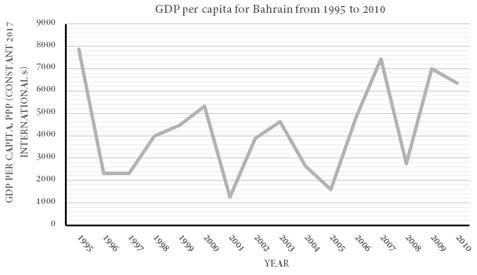 GDP per capita for Bahrain from 1995 to 2010
GDP PER CAPITA, PPP (CONSTANT 2017
INTERNATIONAL $)
9000
8000
7000
6000
5000
4000
3000
2000
1000
0
1995 1996 1997 1998 1999 2000 2001 2002 2003 2004 2005 2006 2007 2008 2009 2010
YEAR